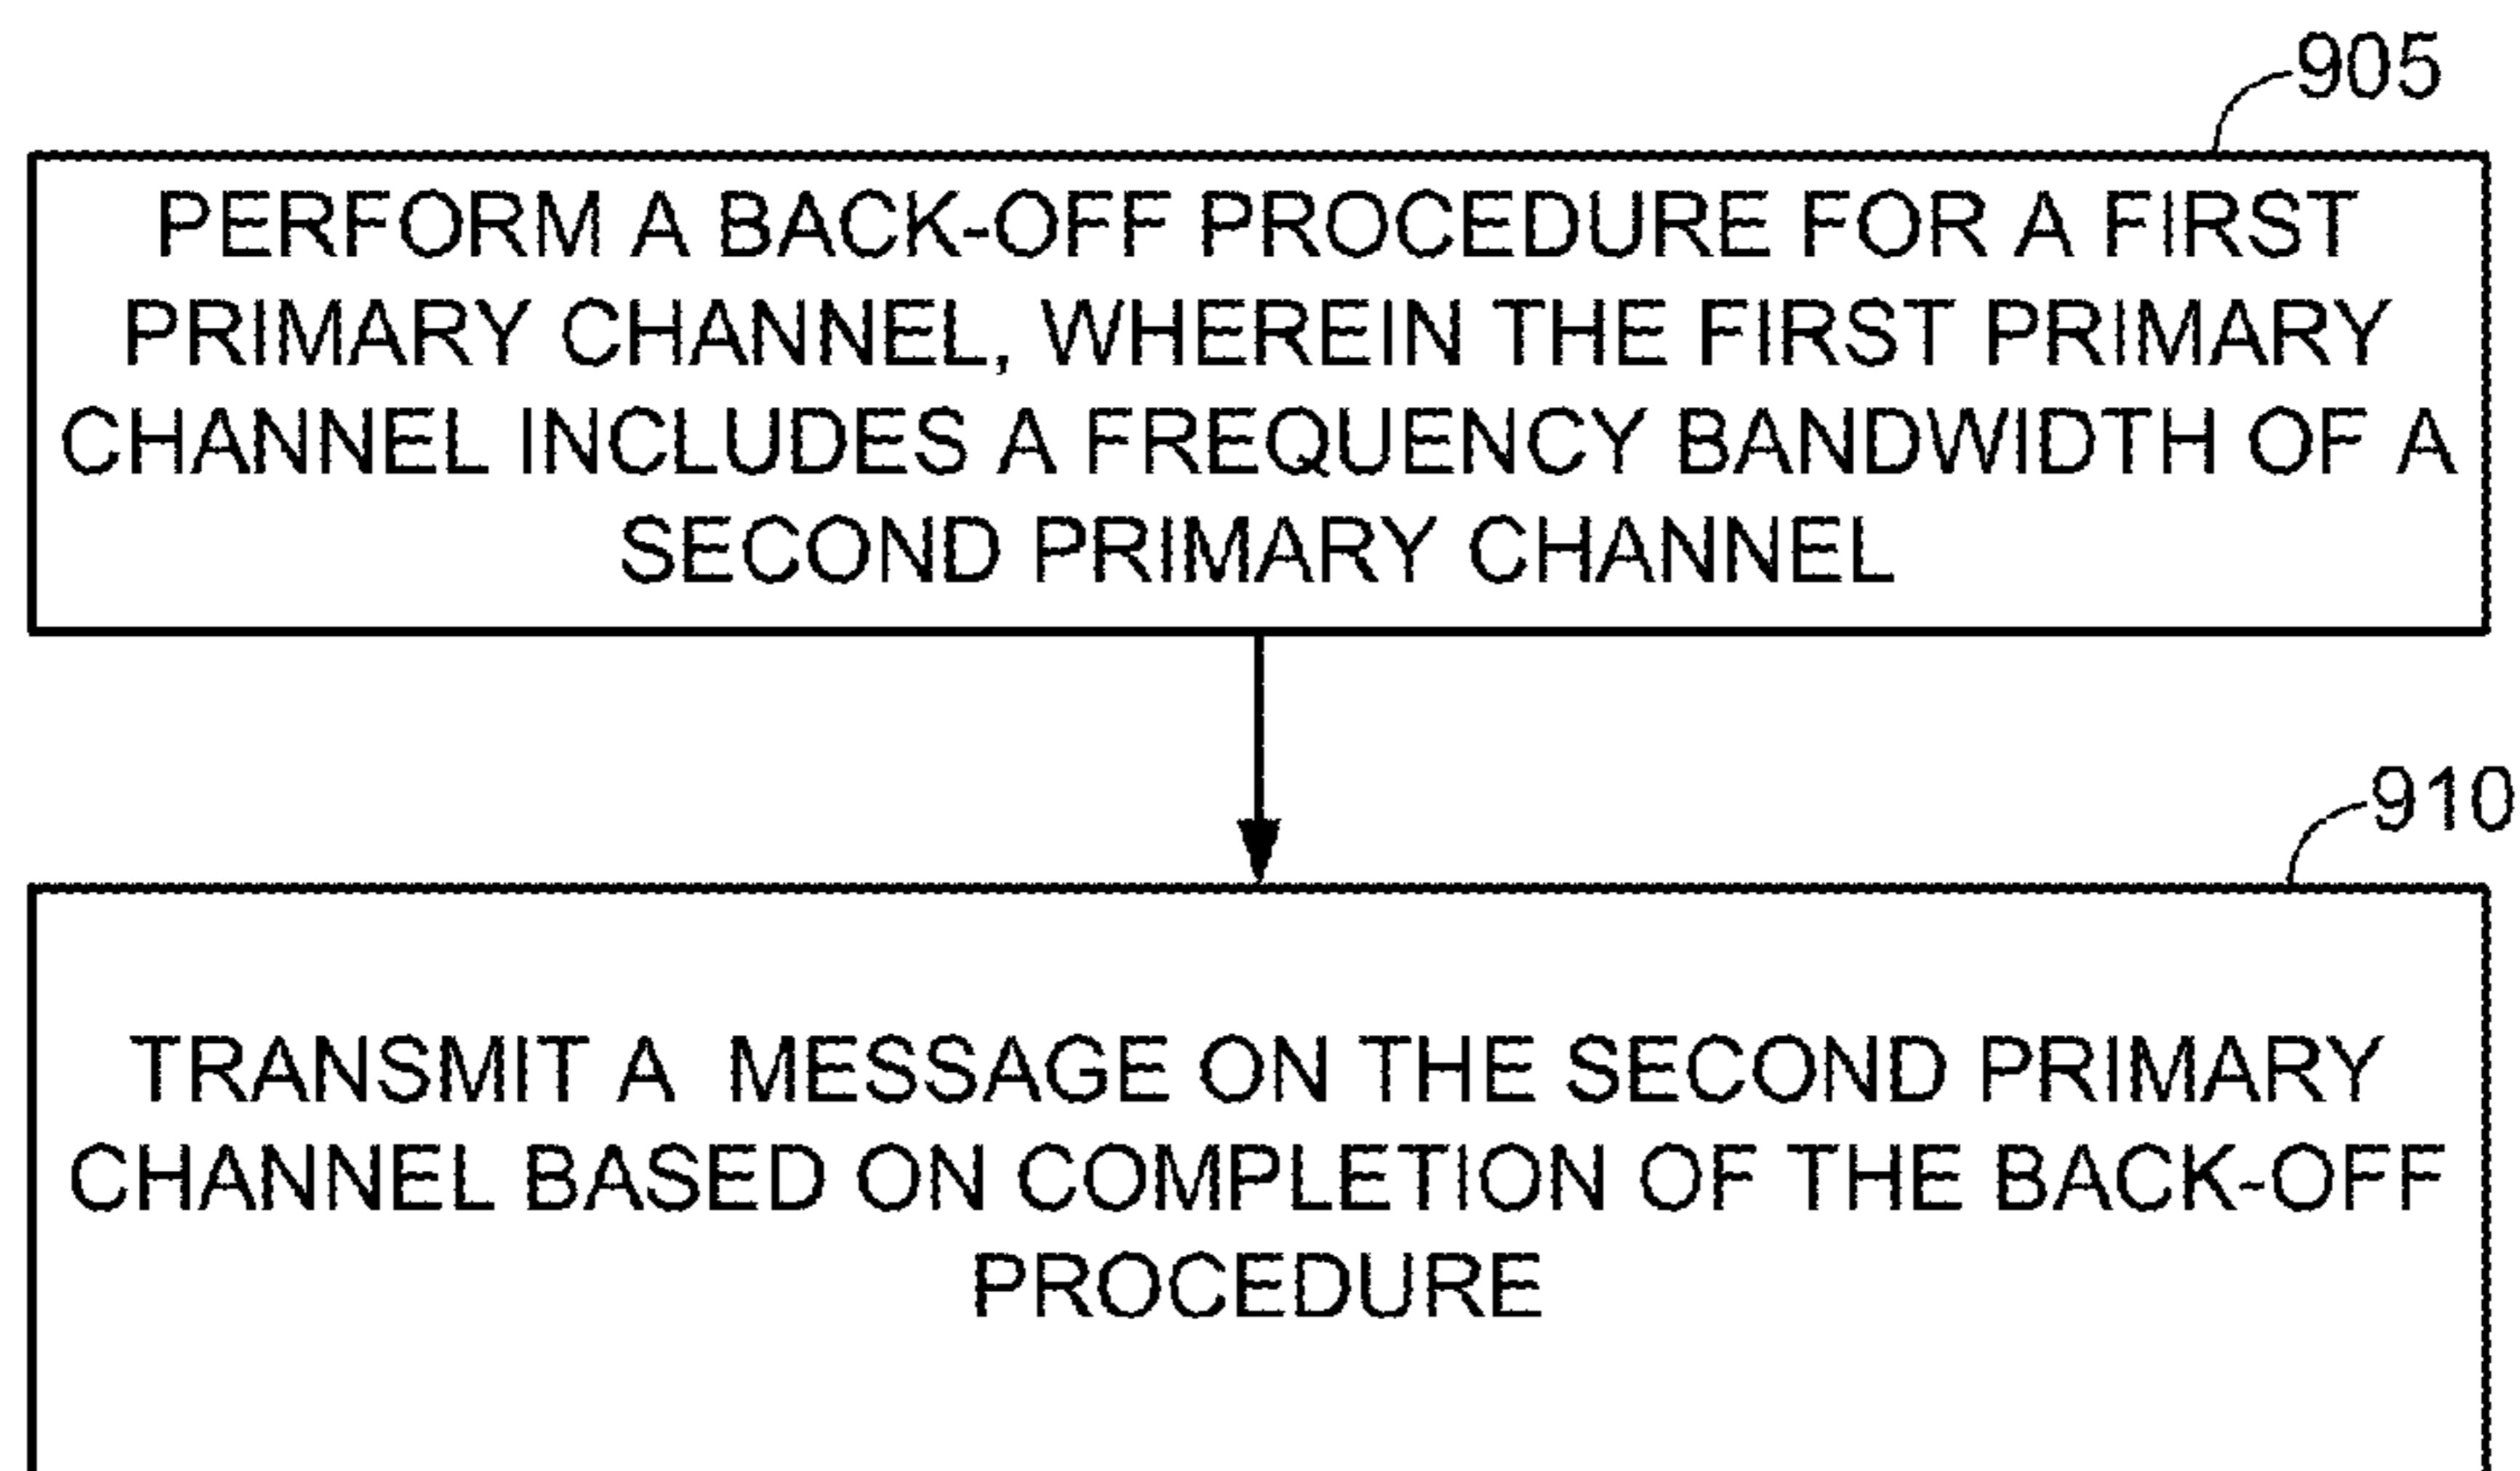 905
PERFORM A BACK-OFF PROCEDURE FOR A FIRST
PRIMARY CHANNEL, WHEREIN THE FIRST PRIMARY
CHANNEL INCLUDES A FREQUENCY BANDWIDTH OF A
SECOND PRIMARY CHANNEL
910
TRANSMIT A MESSAGE ON THE SECOND PRIMARY
CHANNEL BASED ON COMPLETION OF THE BACK-OFF
PROCEDURE